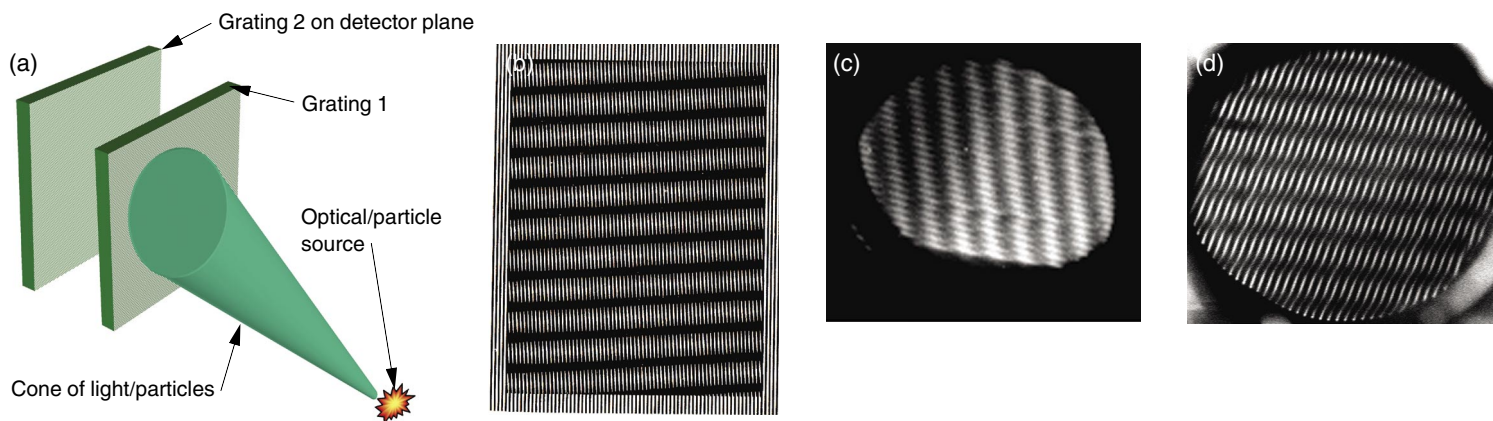 Grating 2 on detector plane
(a)
Grating 1
Optical/particle
source
Cone of light/particles
(b)
(c)
(d)